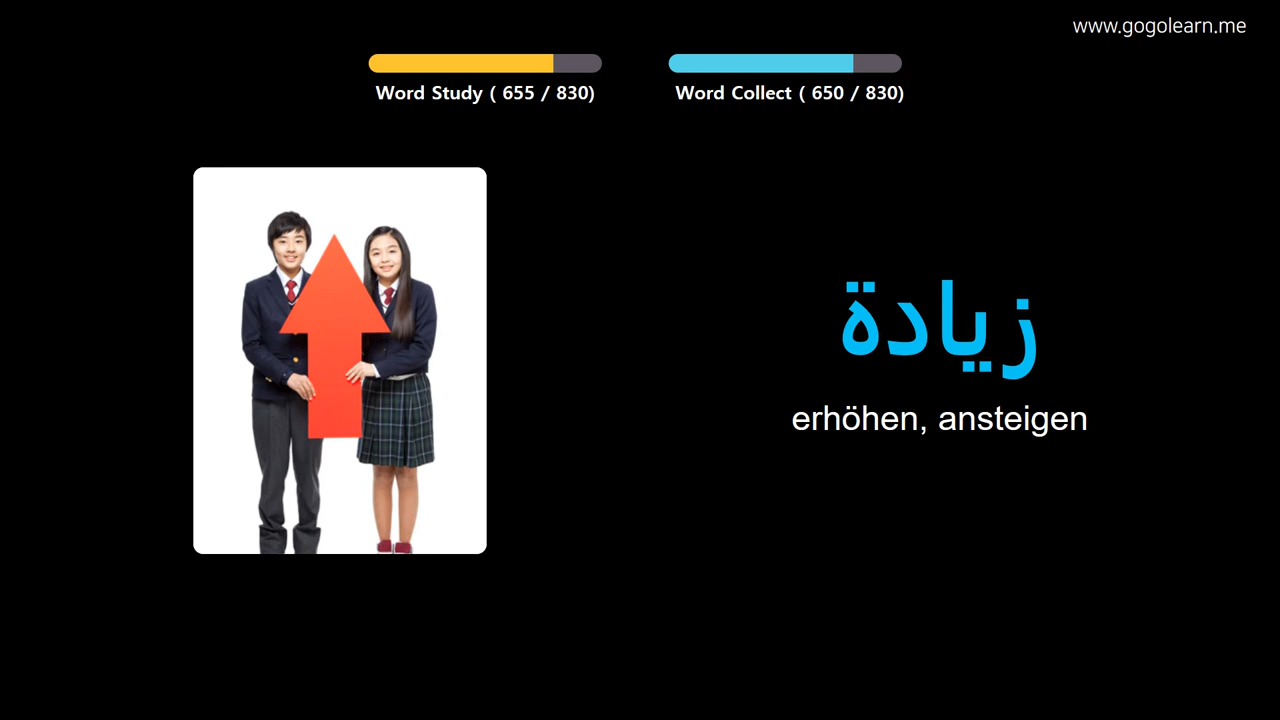 www.gogolearn.me
Word Study ( 655 / 830)
Word Collect ( 650 / 830)
زيادة
erhöhen, ansteigen